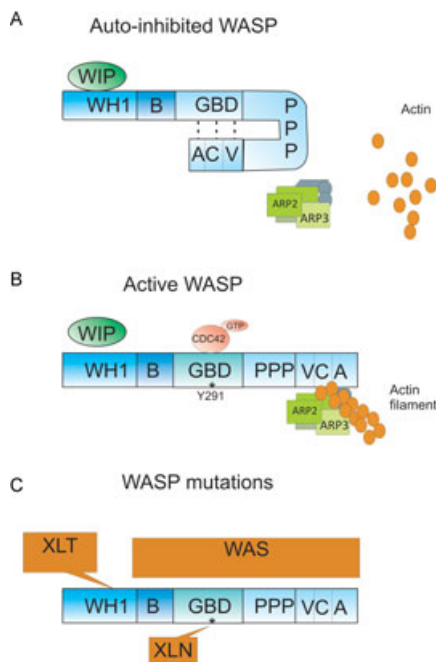 A
Auto-inhibited WASP
WIP
WH1 B GBD P
P
P
Actin
AC V
ARP2
ARP3
B
Active WASP
WIP
CDC42 GTP
WH1 B GBD PPP VC A
Y291
*
ARP2
ARP3
Actin
filament
C
WASP mutations
XLT
WAS
WH1 B GBD PPP VC A
*
XLN